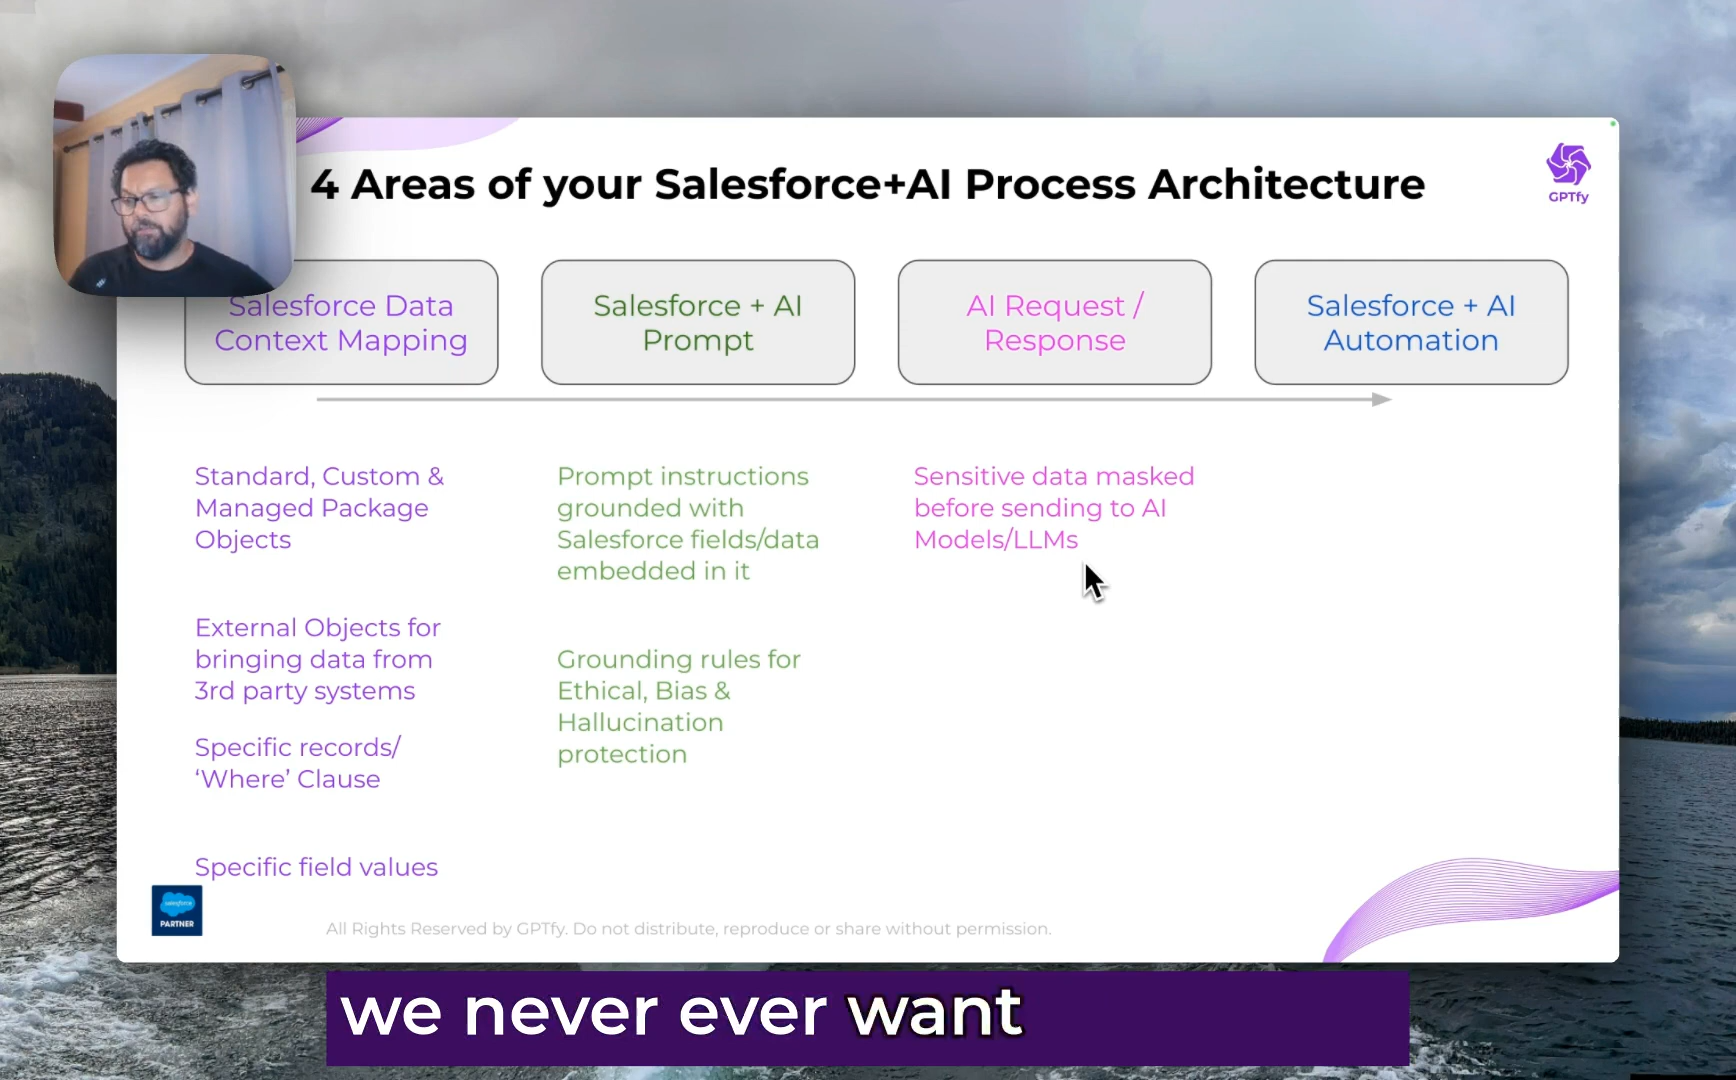 4 Areas of your Salesforce+AI Process Architecture
GPTfy
Salesforce Data
Context Mapping
Salesforce + AI
Prompt
AI Request /
Response
Salesforce + AI
Automation
Standard, Custom &
Managed Package
Objects
External Objects for
bringing data from
3rd party systems
Specific records/
‘Where’ Clause
Specific field values
Prompt instructions
grounded with
Salesforce fields/data
embedded in it
Grounding rules for
Ethical, Bias &
Hallucination
protection
Sensitive data masked
before sending to AI
Models/LLMs
salesforce
PARTNER
All Rights Reserved by GPTfy. Do not distribute, reproduce or share without permission.
we never ever want